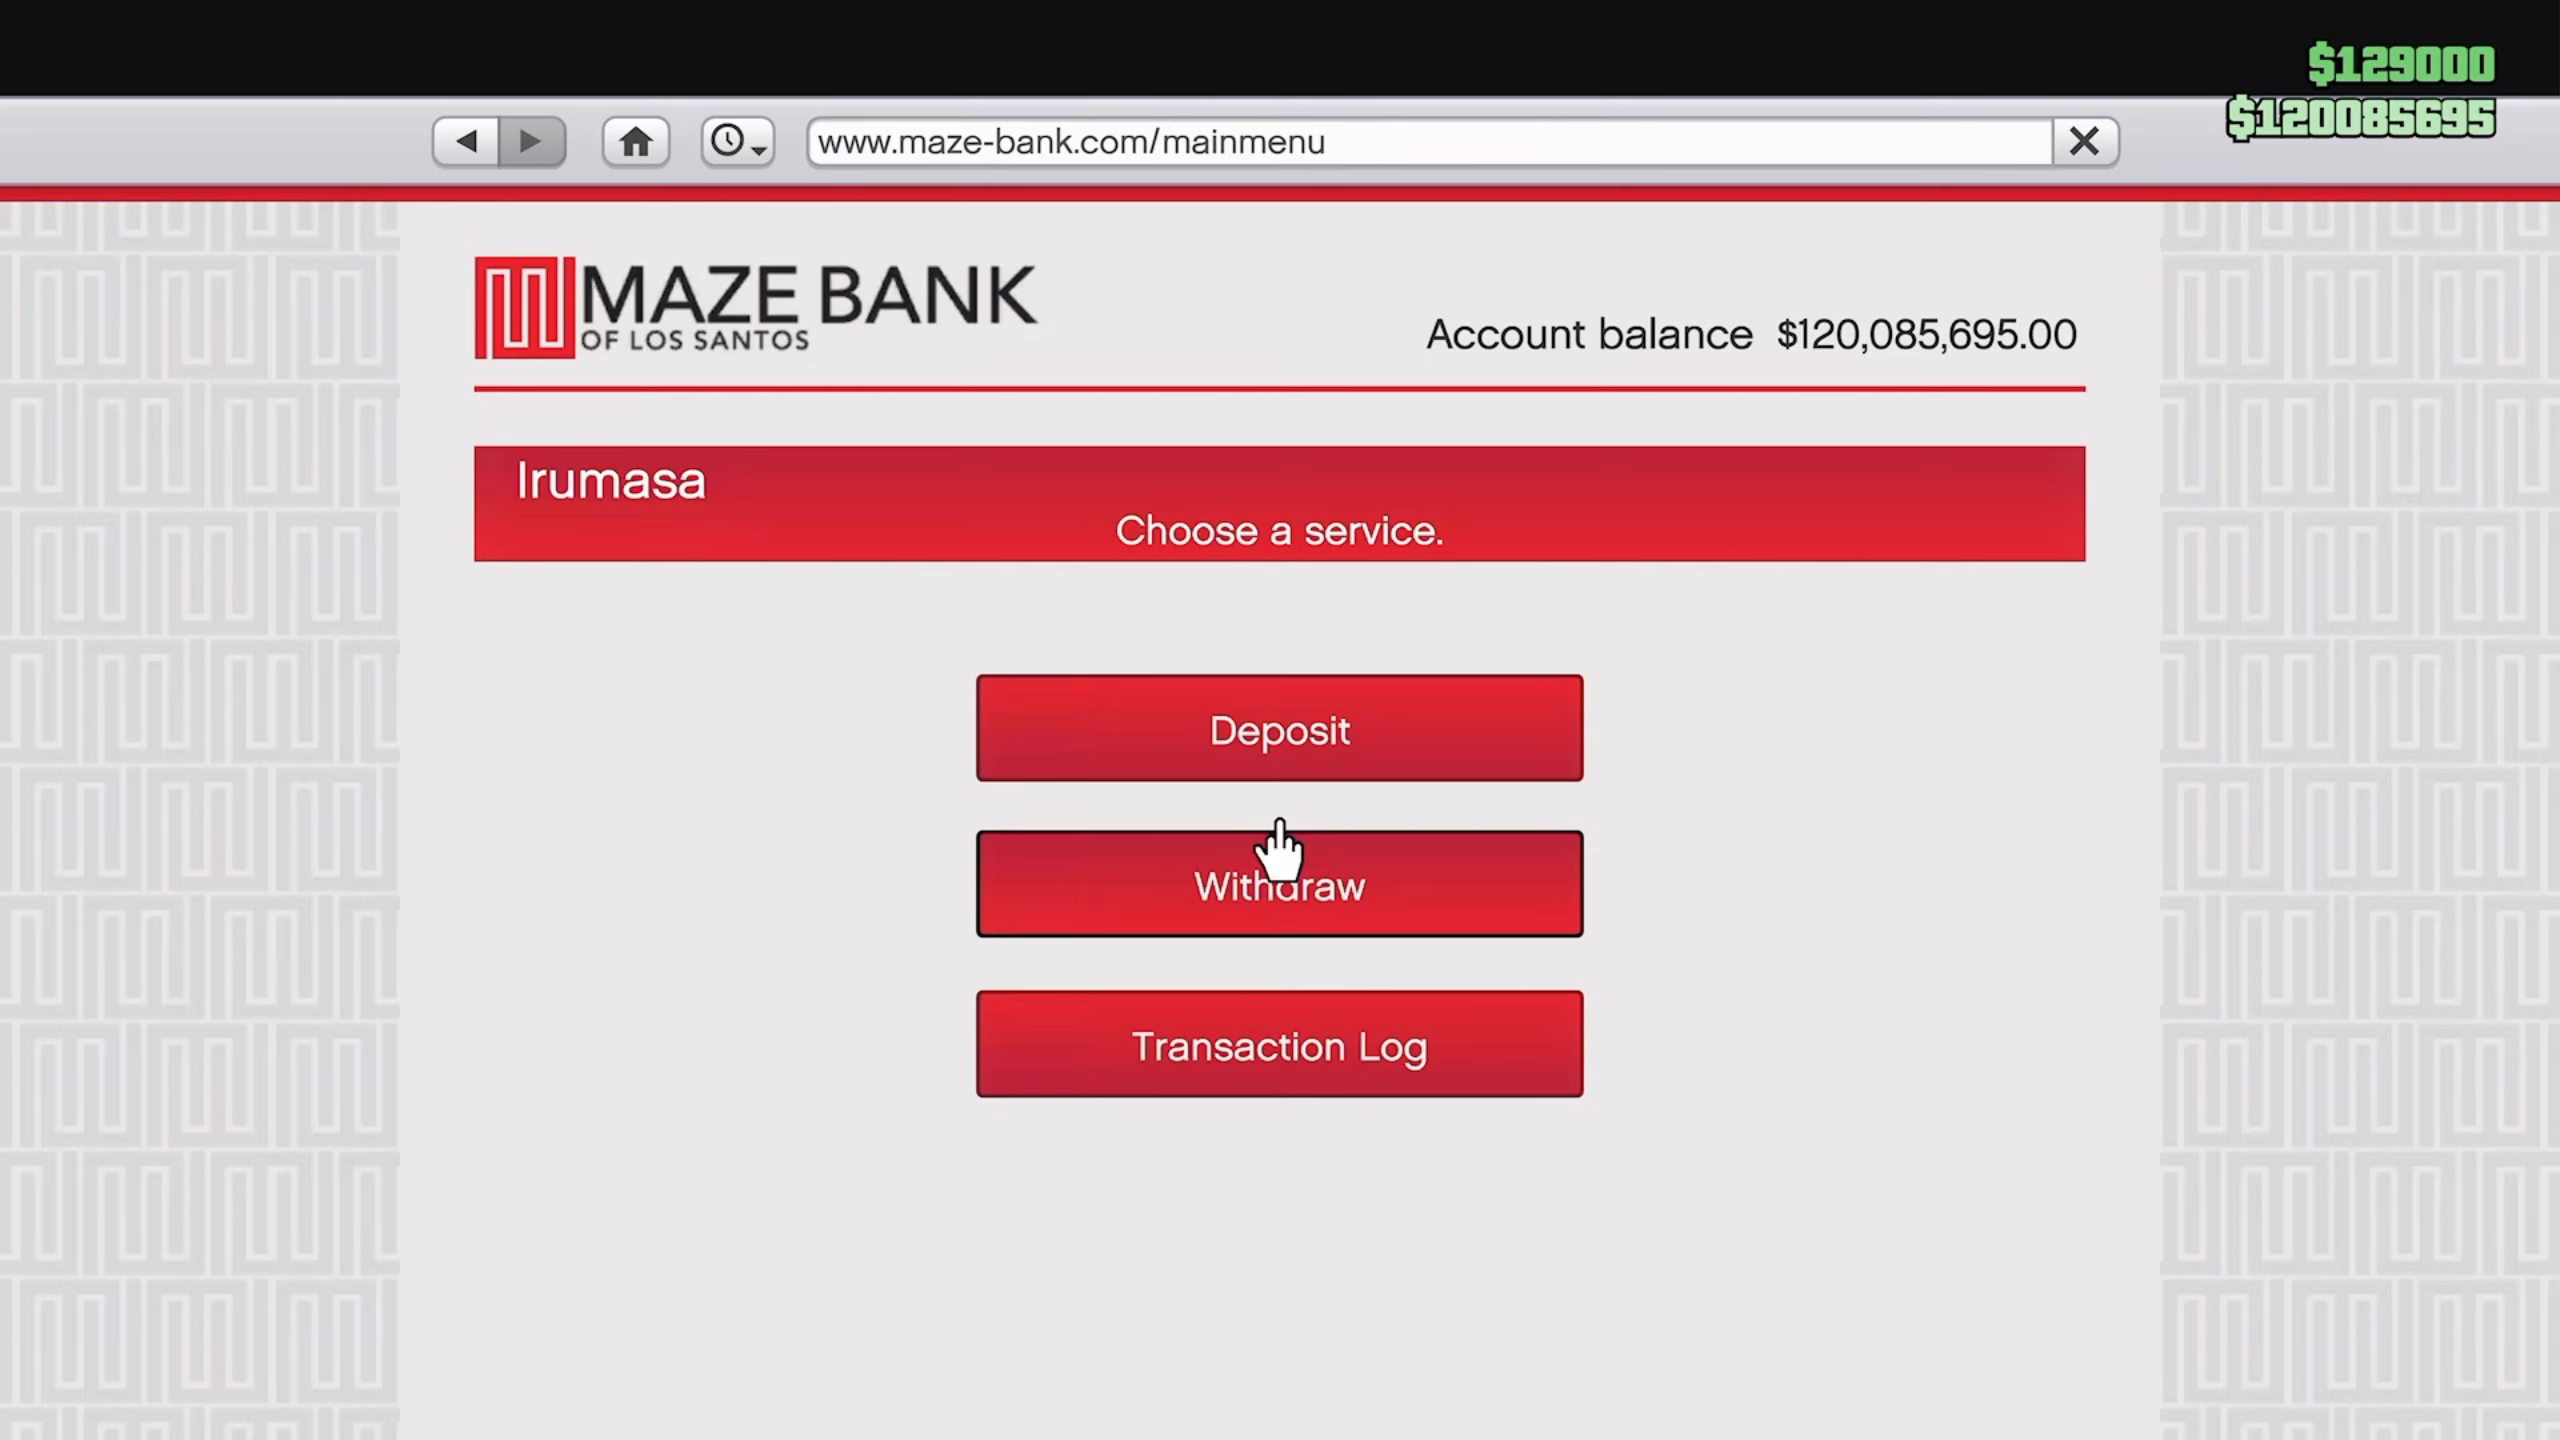 $129000
$120085695
www.maze-bank.com/mainmenu
MAZE BANK
OF LOS SANTOS
Account balance $120,085,695.00
Irumasa
Choose a service.
Deposit
Withdraw
Transaction Log